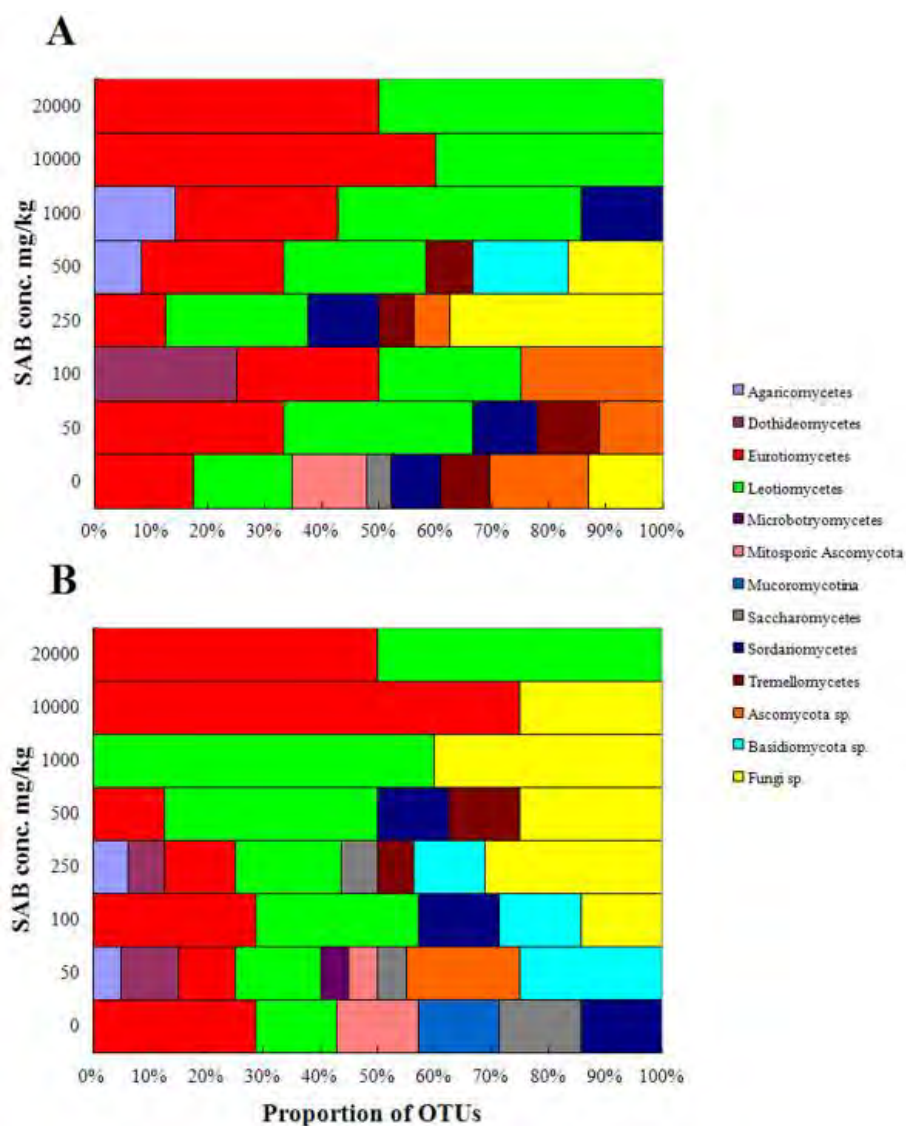 A
SAB conc. mg/kg
20000
10000
1000
500
250
100
50
0
0% 10% 20% 30% 40% 50% 60% 70% 80% 90% 100%
Agaricomycetes
Dothideomycetes
Eurotiomycetes
Leotiomycetes
Microbotryomycetes
Mitosporic Ascomycota
Mucoromycotina
Saccharomycetes
Sordariomycetes
Tremellomycetes
Ascomycota sp.
Basidiomycota sp.
Fungi sp.
B
SAB conc. mg/kg
20000
10000
1000
500
250
100
50
0
0% 10% 20% 30% 40% 50% 60% 70% 80% 90% 100%
Proportion of OTUs